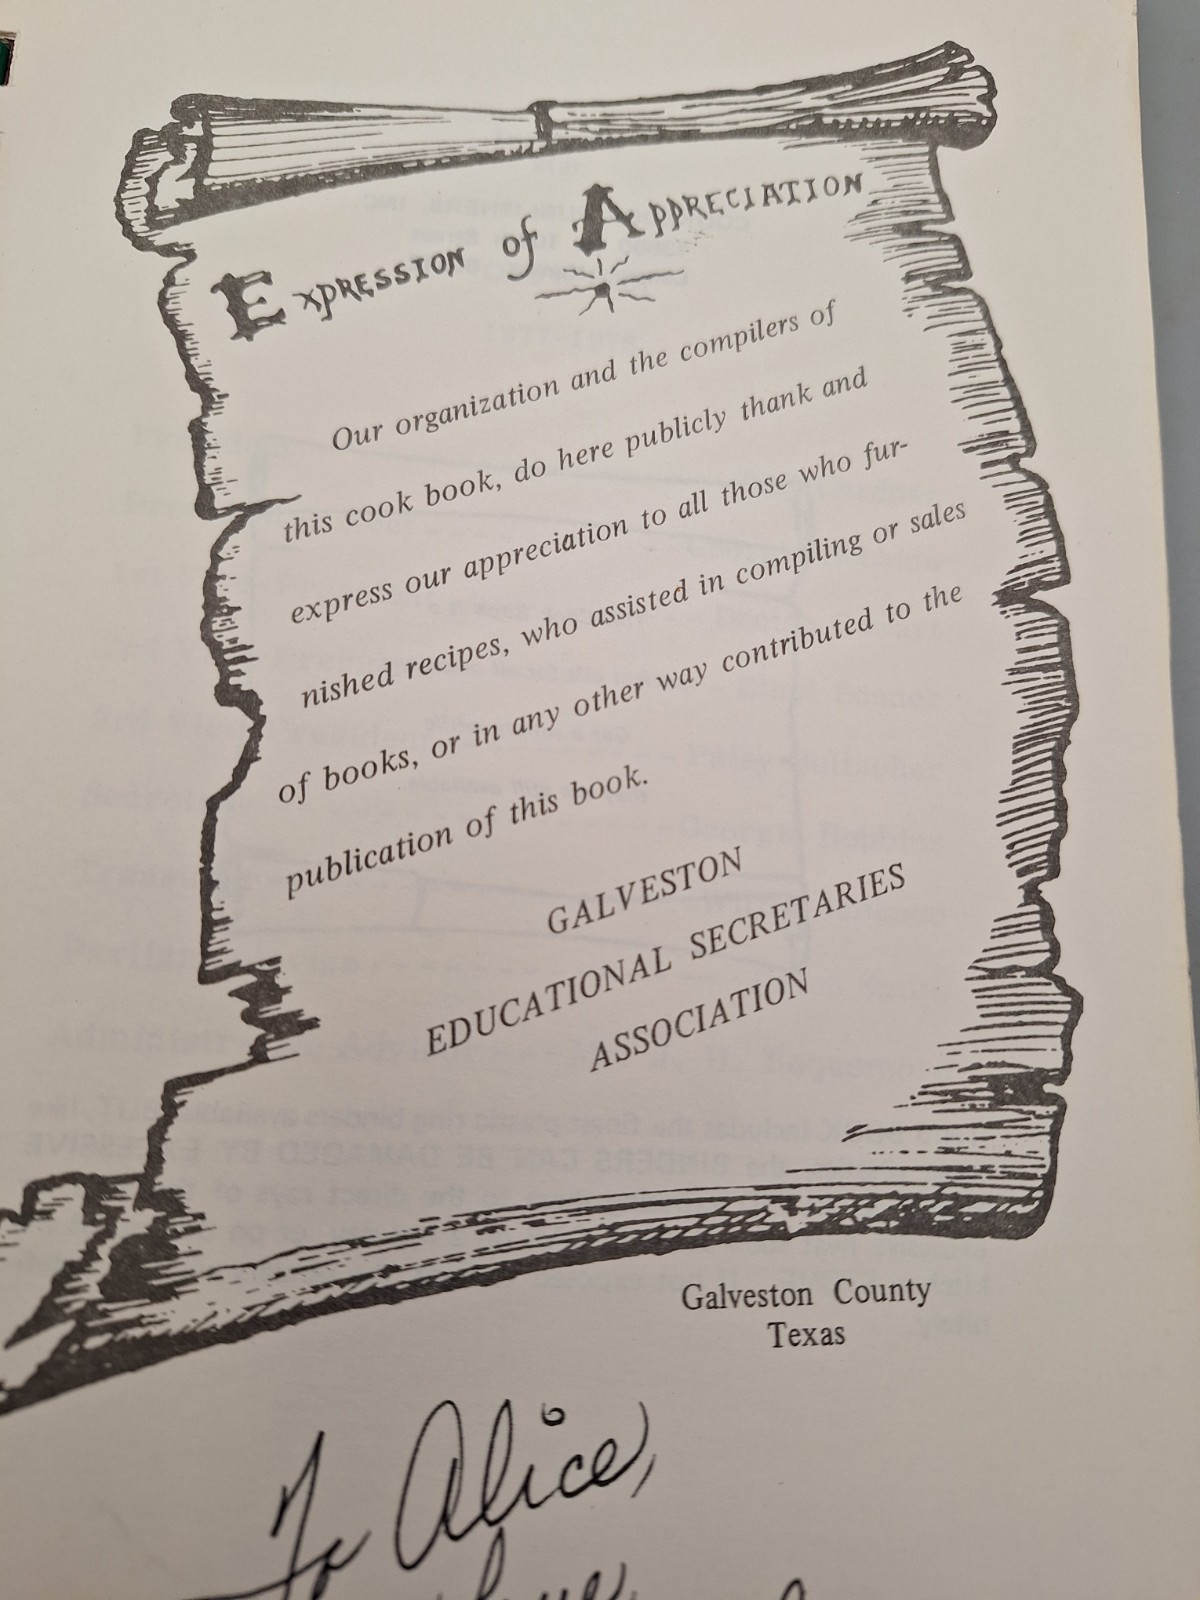 Expression of Appreciation
Our organization and the compilers of
this cook book, do here publicly thank and
express our appreciation to all those who fur-
nished recipes, who assisted in compiling or sales
of books, or in any other way contributed to the
publication of this book.
GALVESTON
EDUCATIONAL SECRETARIES
ASSOCIATION
Galveston County
Texas
To Alice,